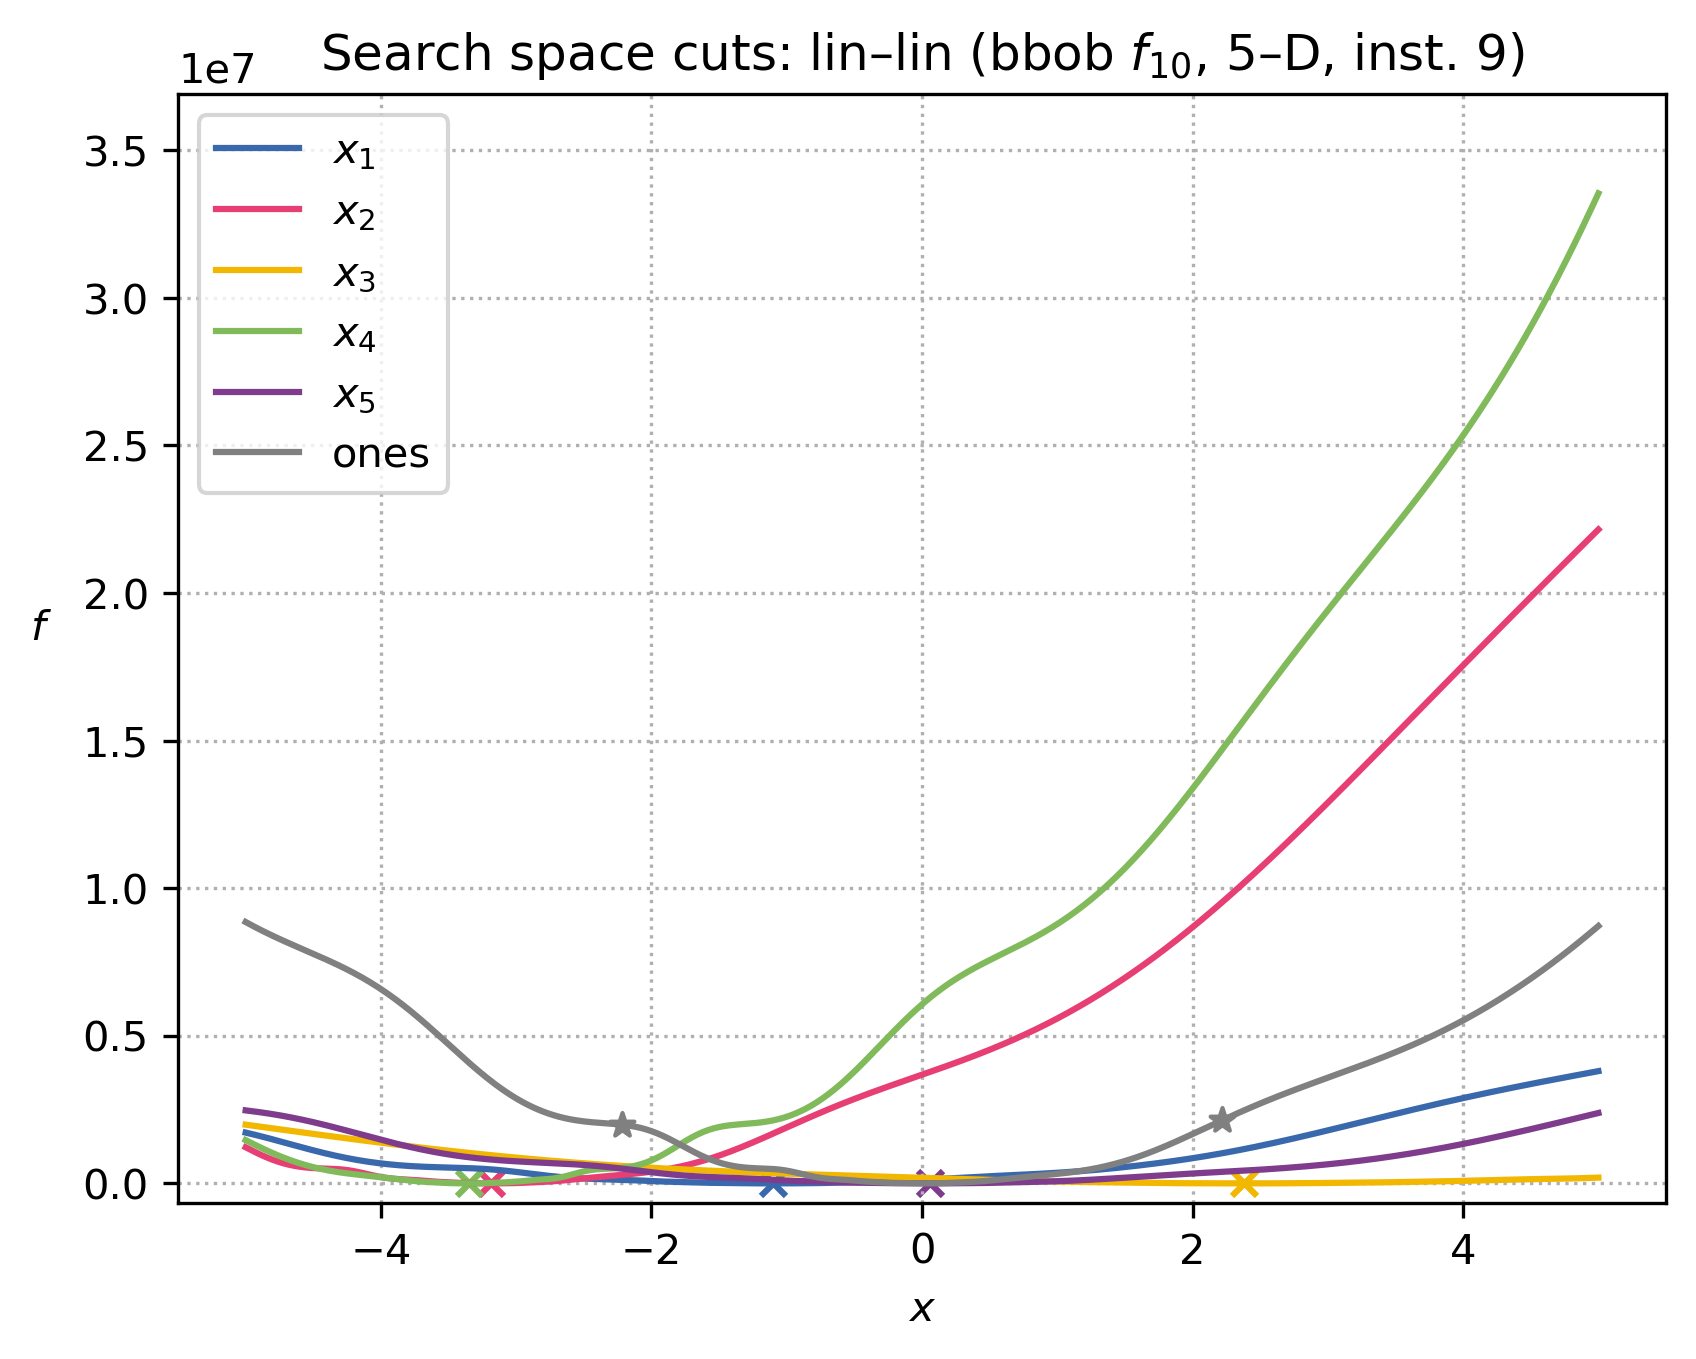 Search space cuts: lin–lin (bbob f₁₀, 5–D, inst. 9)
1e7
3.5
3.0
2.5
2.0
1.5
1.0
0.5
0.0
f
x₁
x₂
x₃
x₄
x₅
ones
−4 −2 0 2 4
x